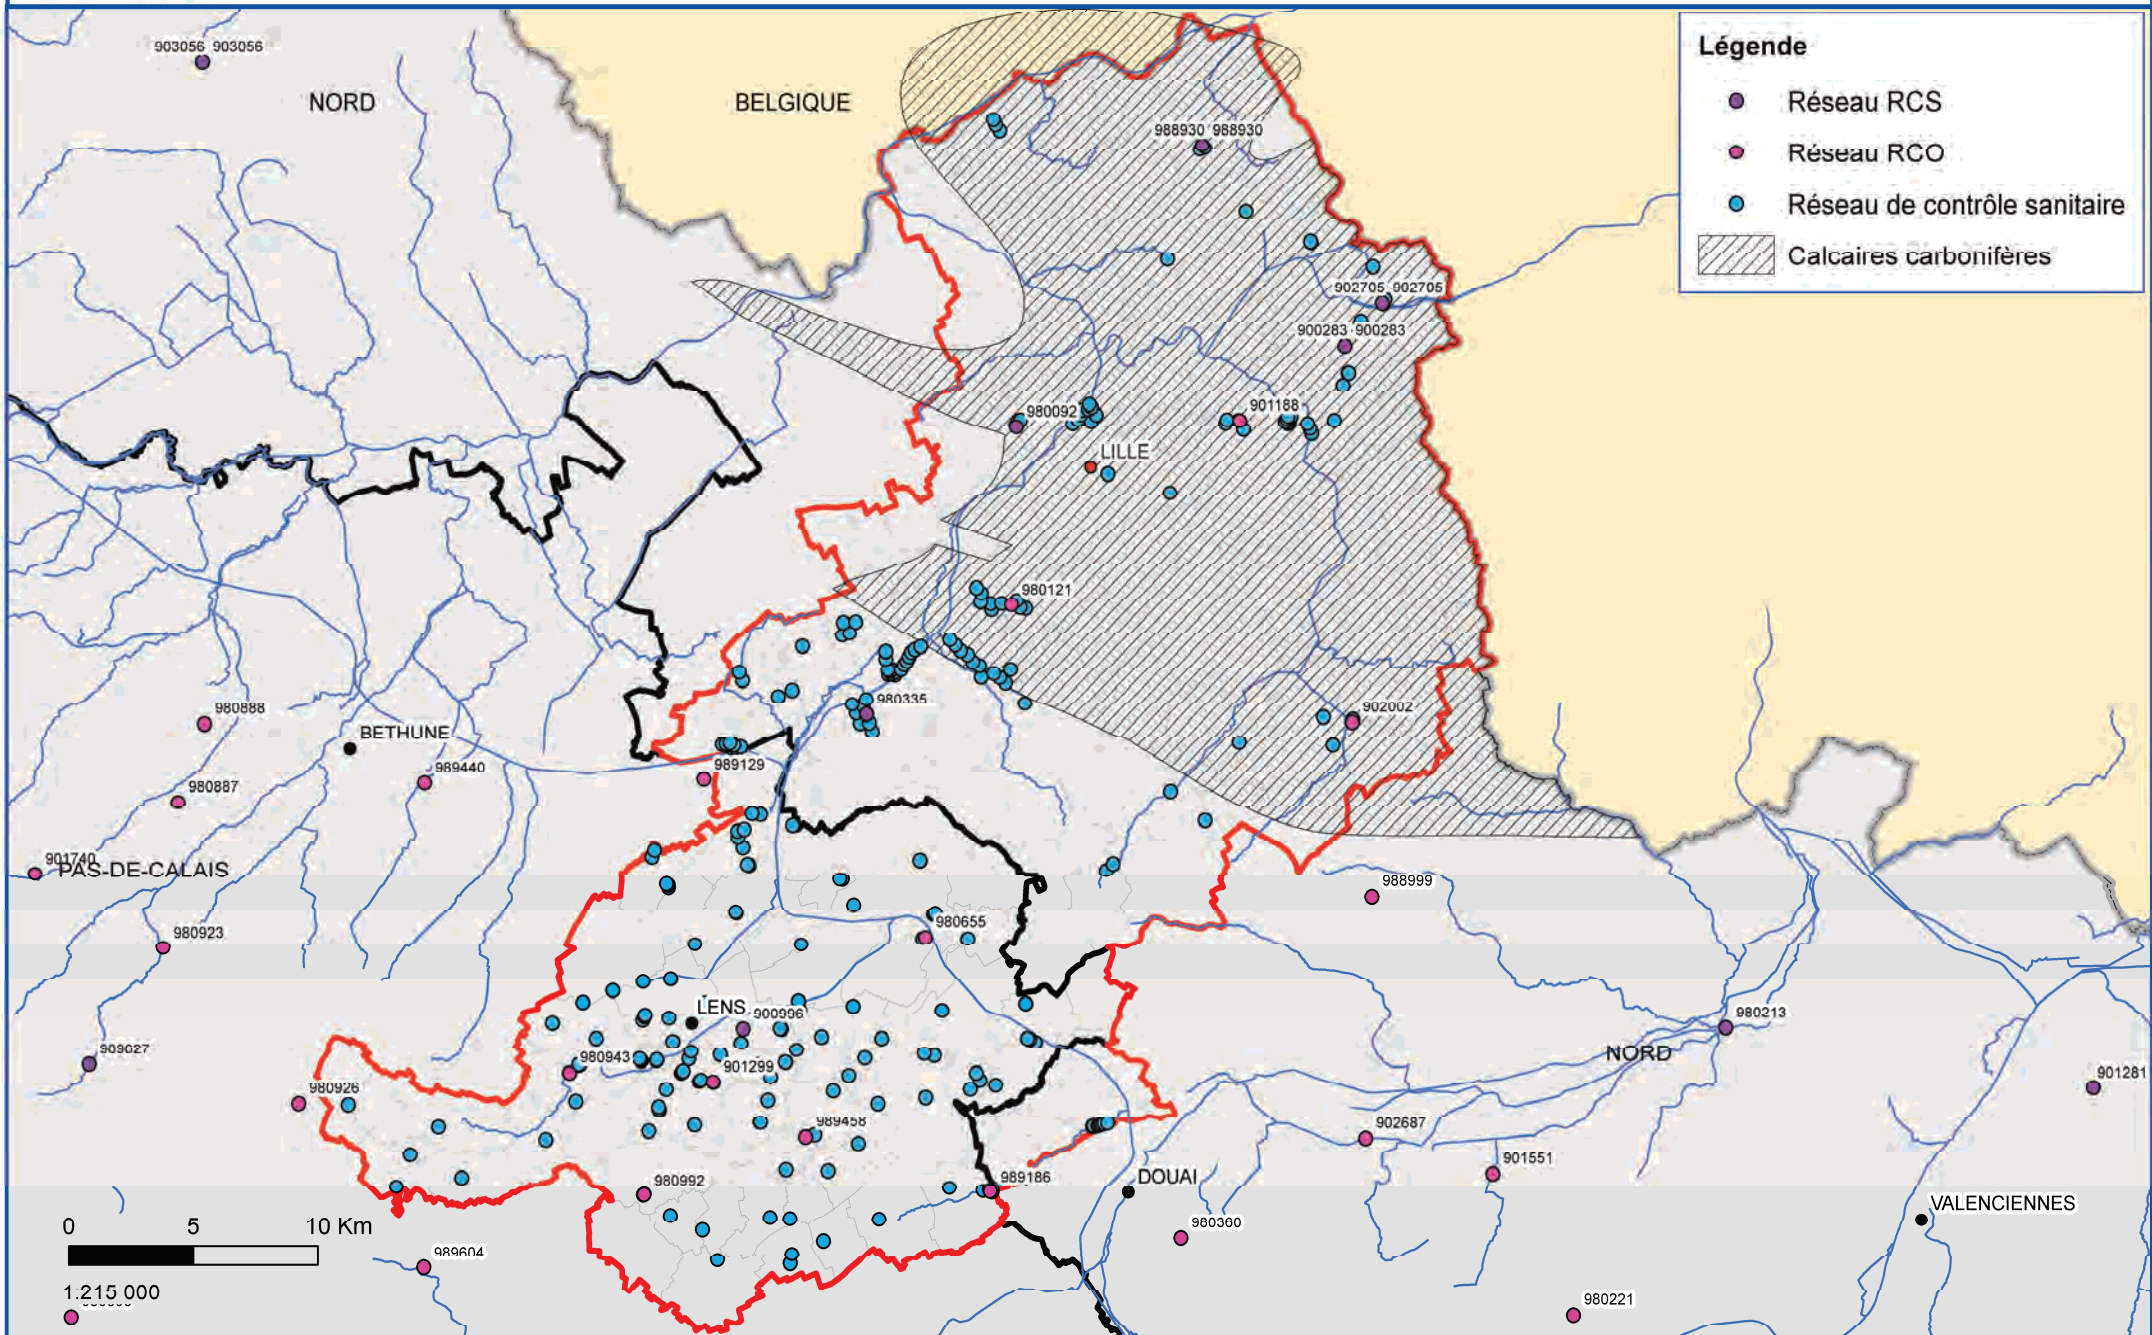 903056 903056
NORD
BELGIQUE
Légende
Réseau RCS
Réseau RCO
Réseau de contrôle sanitaire
Calcaires carbonifères
988930 988930
902705 902705
900283 900283
980092
901188
LILLE
980121
980335
902002
980888
BETHUNE
989440
989129
980887
901740
PAS-DE-CALAIS
988999
980923
980655
LENS
900996
980213
NORD
980943
901299
901281
980926
989458
902687
901551
980992
989186
DOUAI
VALENCIENNES
980360
989604
980221
0 5 10 Km
1:215 000